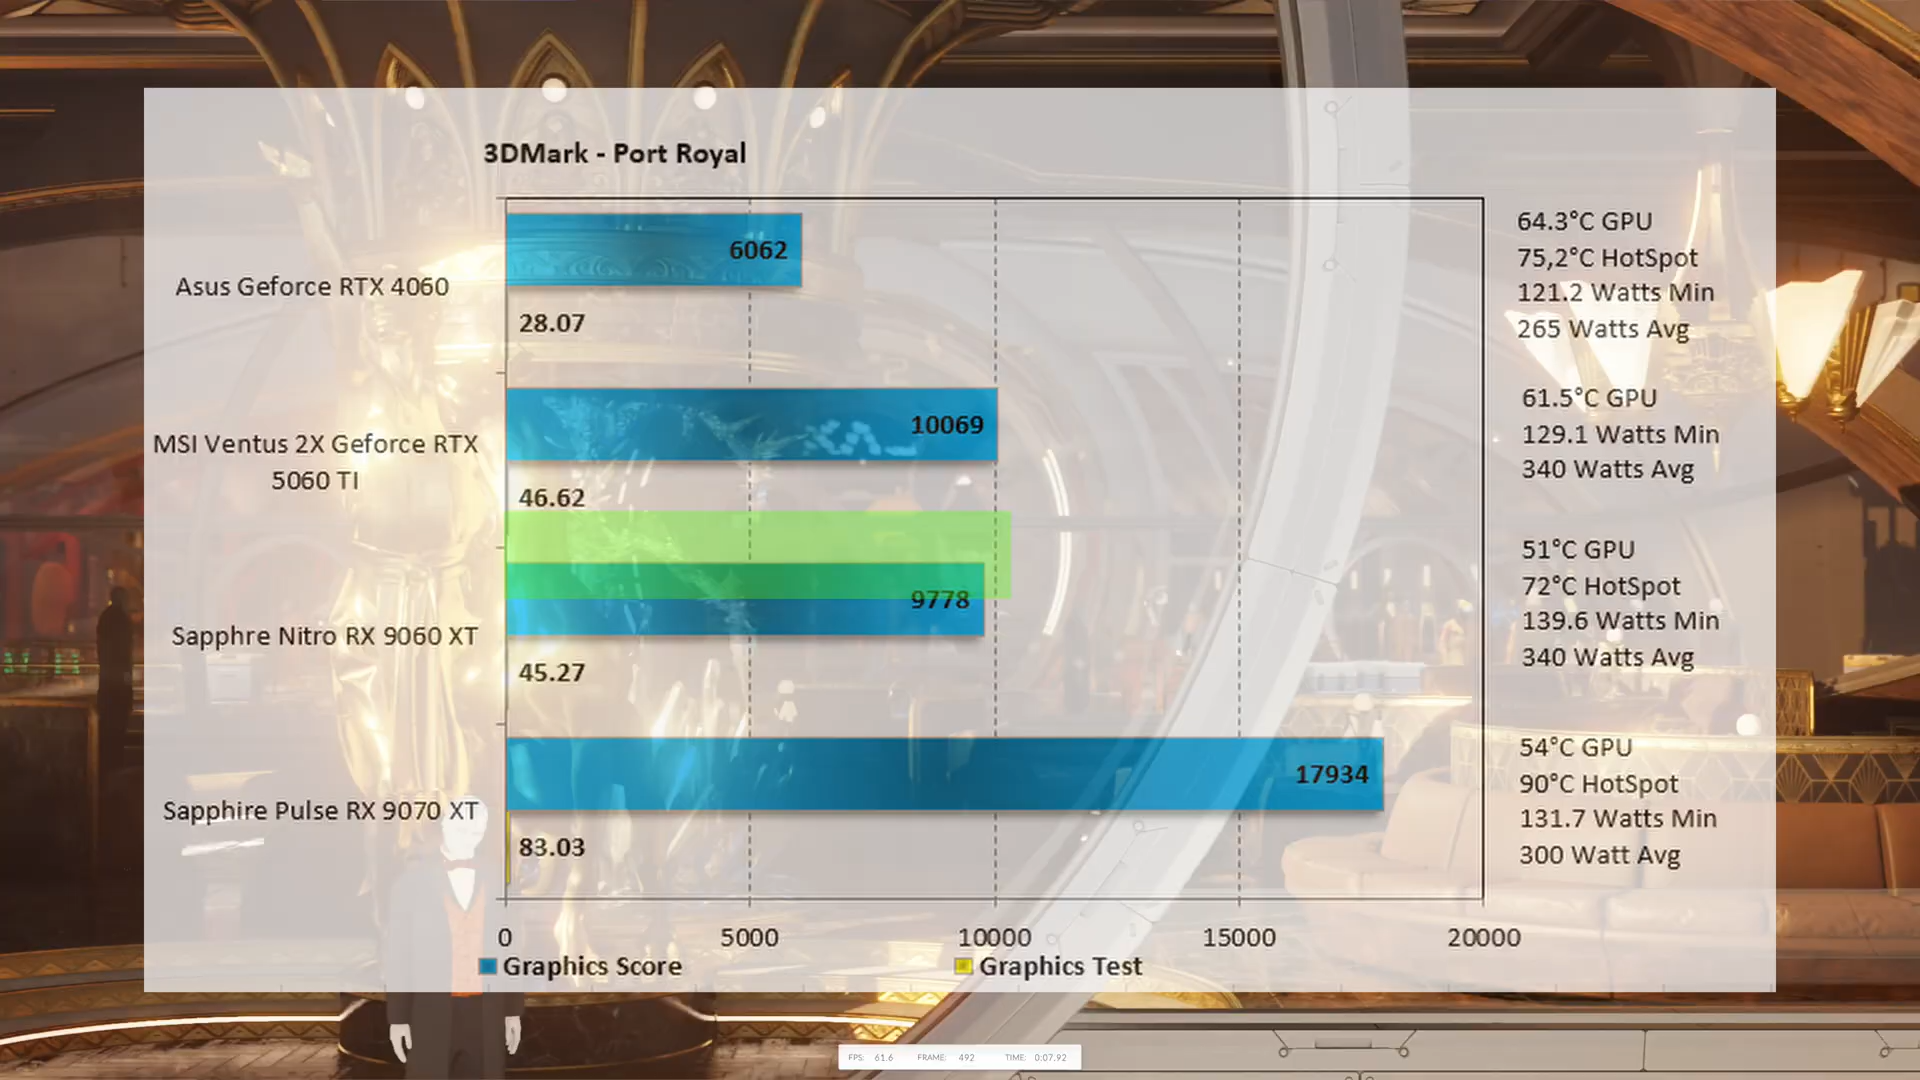 3DMark - Port Royal
Asus Geforce RTX 4060
6062
28.07
64.3°C GPU
75,2°C HotSpot
121.2 Watts Min
265 Watts Avg
MSI Ventus 2X Geforce RTX
5060 TI
10069
46.62
61.5°C GPU
129.1 Watts Min
340 Watts Avg
Sapphre Nitro RX 9060 XT
9778
45.27
51°C GPU
72°C HotSpot
139.6 Watts Min
340 Watts Avg
Sapphire Pulse RX 9070 XT
17934
83.03
54°C GPU
90°C HotSpot
131.7 Watts Min
300 Watt Avg
0 5000 10000 15000 20000
Graphics Score Graphics Test
FPS: 61.6 FRAME: 492 TIME: 0:07.92